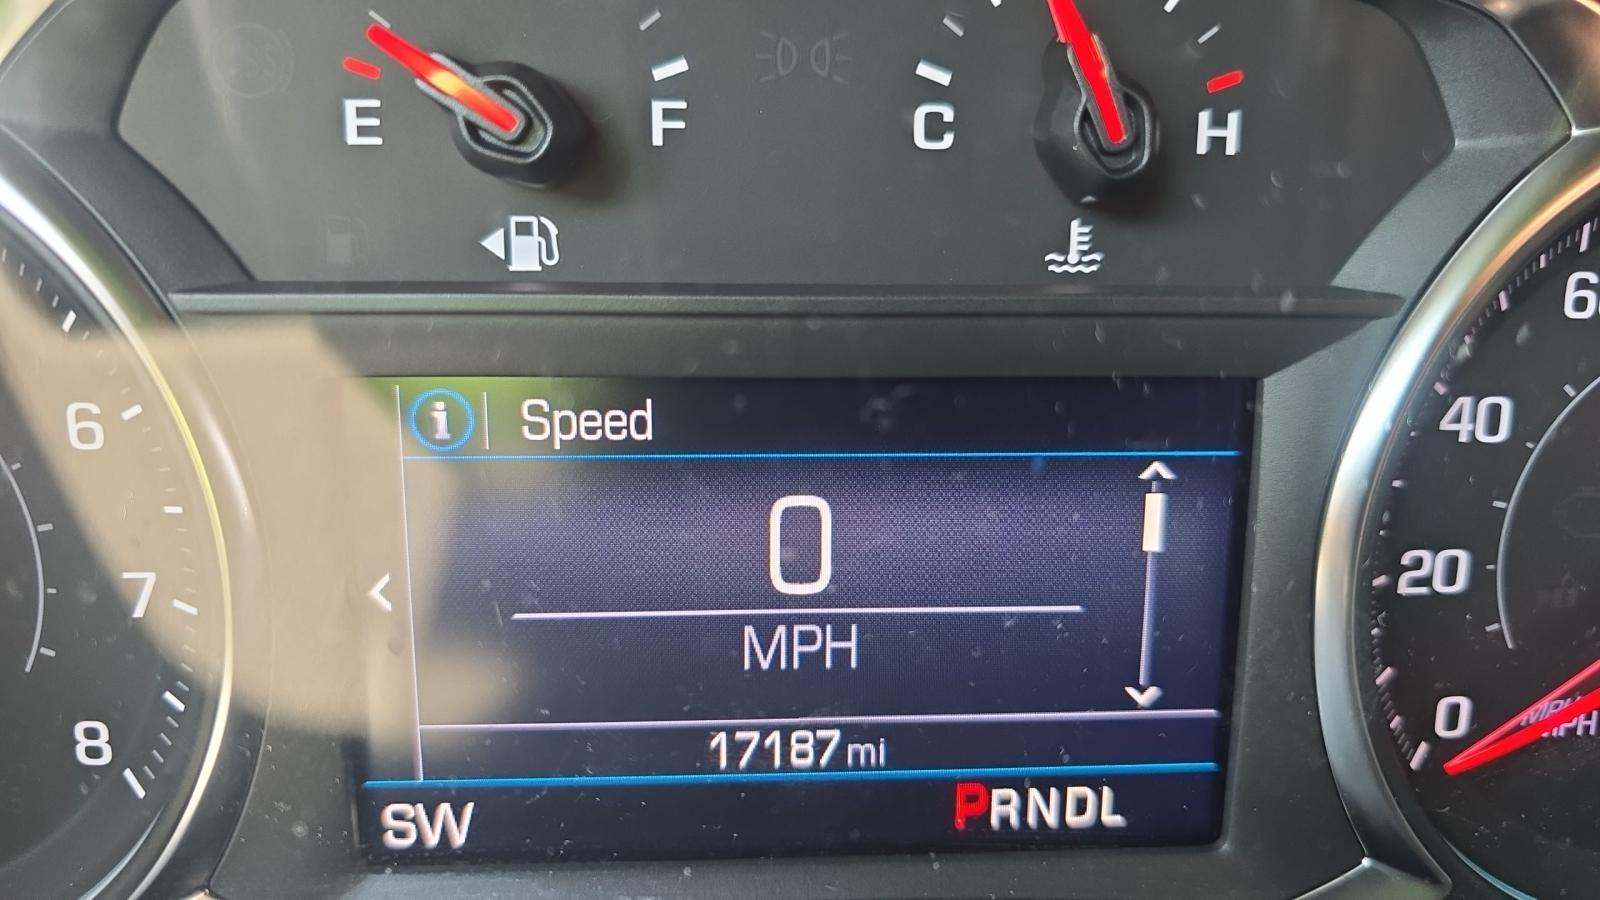 E F C H
Speed
0
MPH
17187 mi
SW PRNDL
6
7
8
40
20
0
MPH